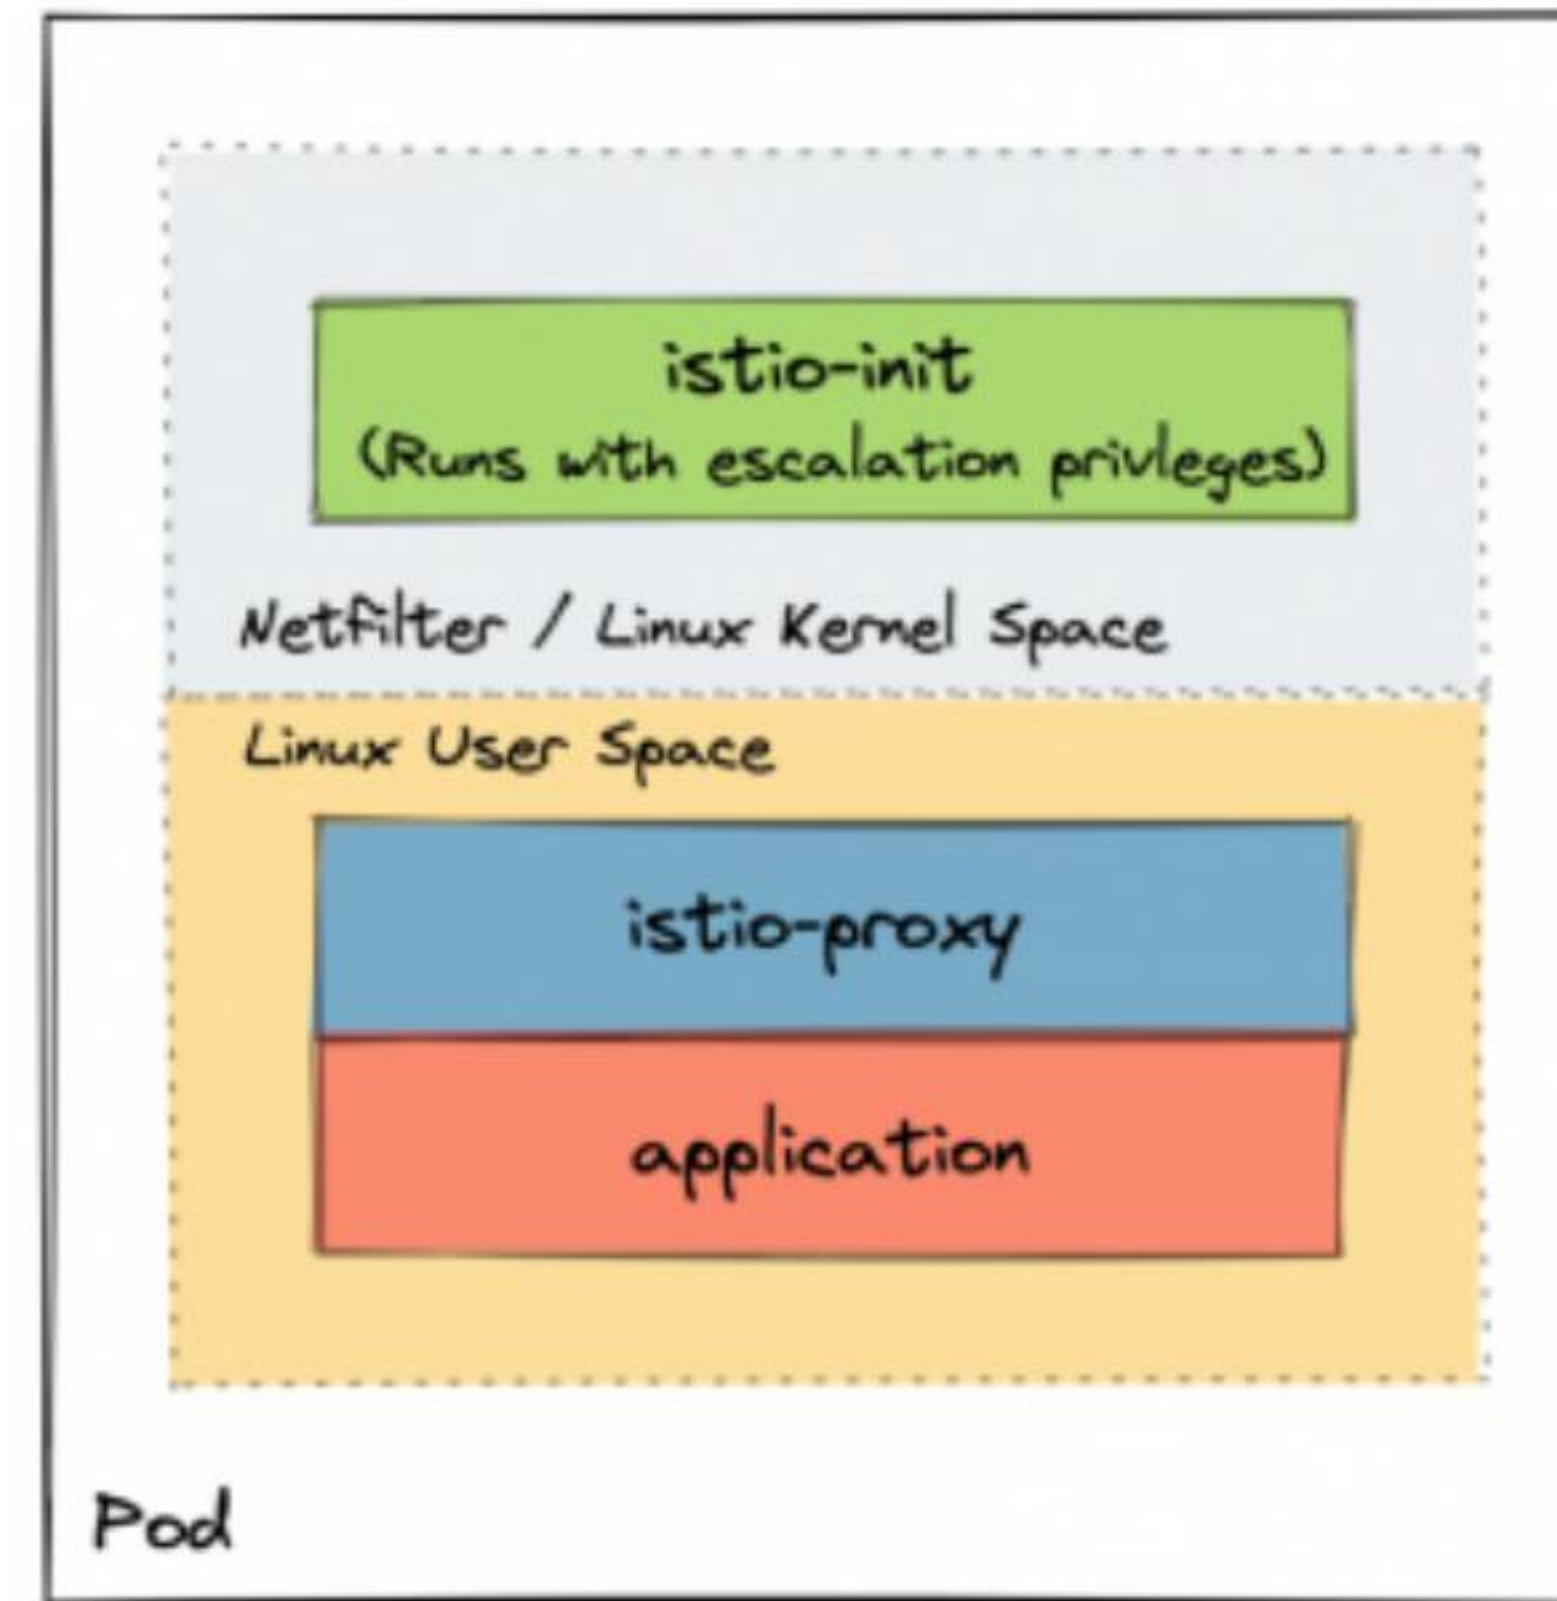 istio-init
(Runs with escalation privleges)
Netfilter / Linux Kernel Space
Linux User Space
istio-proxy
application
Pod